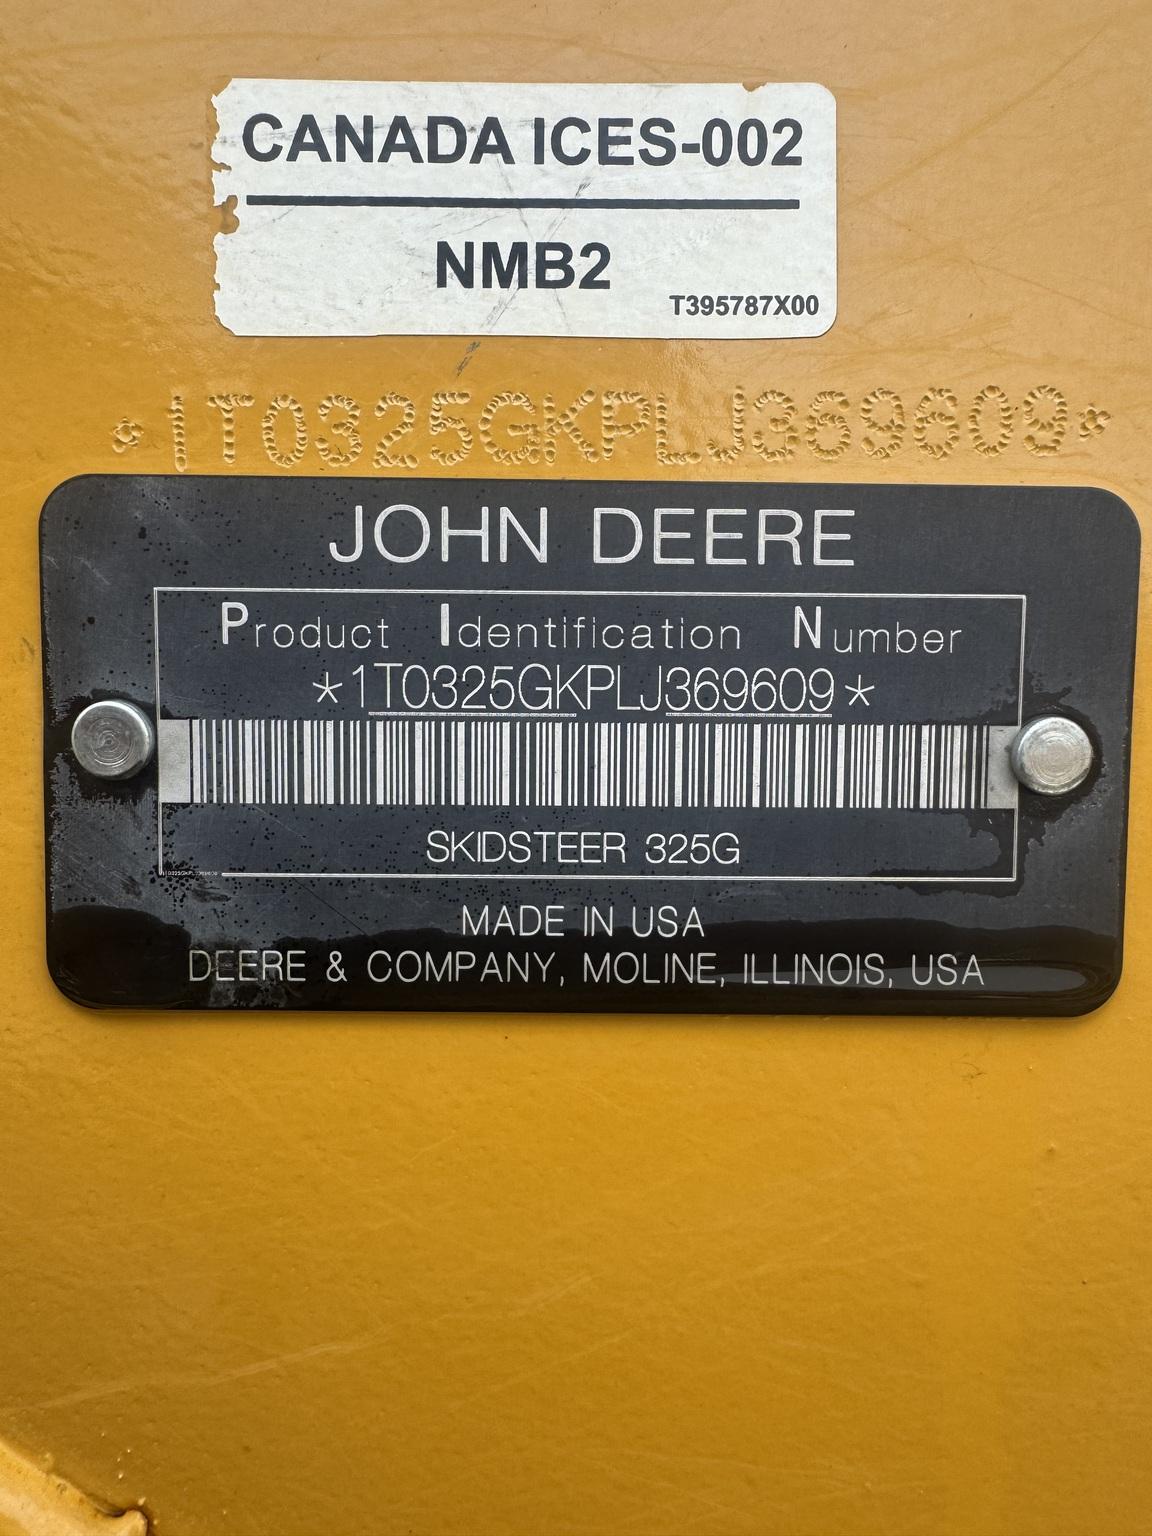 CANADA ICES-002
NMB2
T395787X00
*1T0325GKPLJ369609*
JOHN DEERE
Product Identification Number
*1T0325GKPLJ369609*
SKIDSTEER 325G
1T0325GKPLJ369609
MADE IN USA
DEERE & COMPANY, MOLINE, ILLINOIS, USA